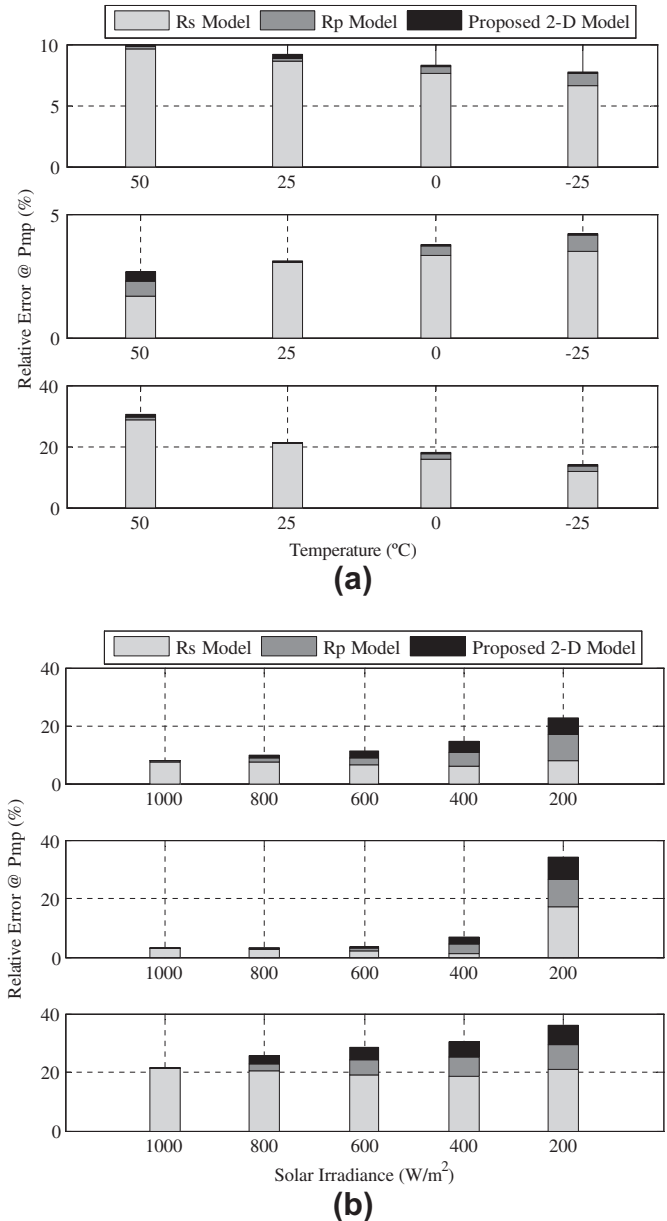 Rs Model Rp Model Proposed 2-D Model
10
5
0
50 25 0 -25
5
0
50 25 0 -25
40
20
0
50 25 0 -25
Relative Error @ Pmp (%)
Temperature (ºC)
(a)
Rs Model Rp Model Proposed 2-D Model
40
20
0
1000 800 600 400 200
40
20
0
1000 800 600 400 200
40
20
0
1000 800 600 400 200
Relative Error @ Pmp (%)
Solar Irradiance (W/m²)
(b)